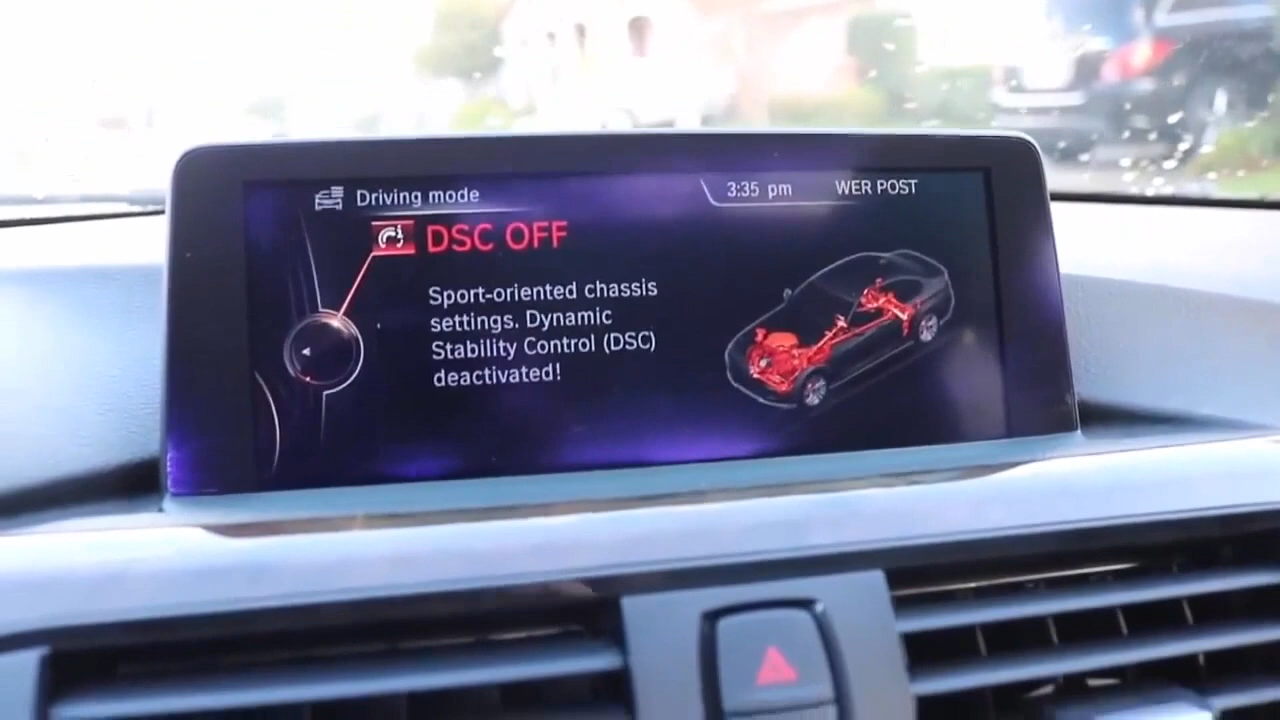 Driving mode
3:35 pm
WER POST
DSC OFF
Sport-oriented chassis
settings. Dynamic
Stability Control (DSC)
deactivated!